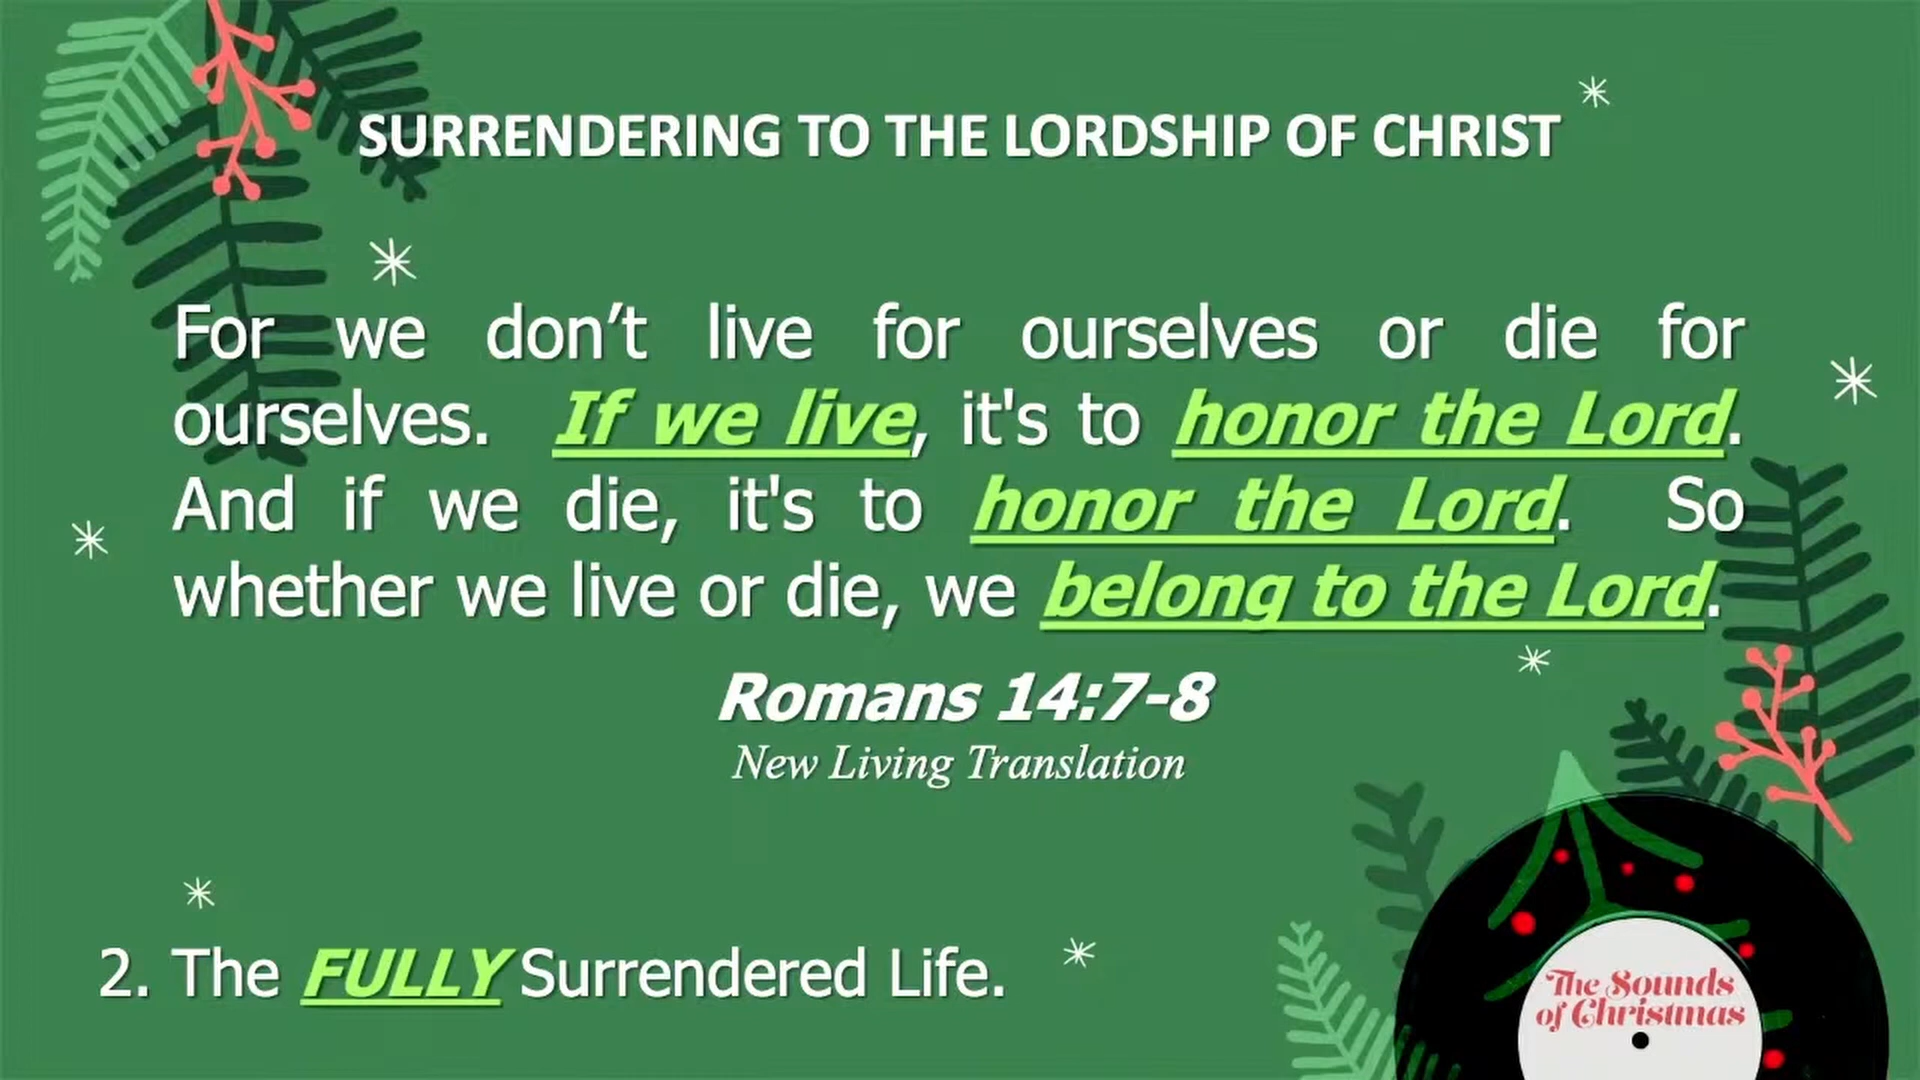 SURRENDERING TO THE LORDSHIP OF CHRIST
For we don’t live for ourselves or die for
ourselves. If we live, it's to honor the Lord.
And if we die, it's to honor the Lord. So
whether we live or die, we belong to the Lord.
Romans 14:7-8
New Living Translation
2. The FULLY Surrendered Life.
The Sounds
of Christmas